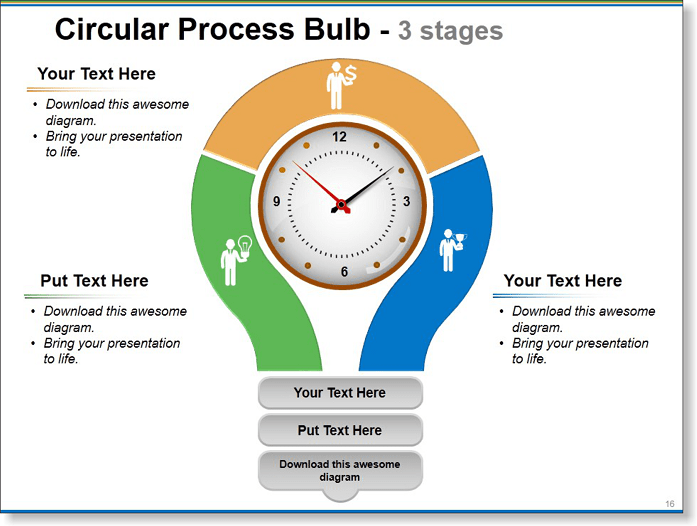 Circular Process Bulb - 3 stages
Your Text Here
• Download this awesome
diagram.
• Bring your presentation
to life.
$
12
9
3
6
Put Text Here
• Download this awesome
diagram.
• Bring your presentation
to life.
Your Text Here
• Download this awesome
diagram.
• Bring your presentation
to life.
Your Text Here
Put Text Here
Download this awesome
diagram
16